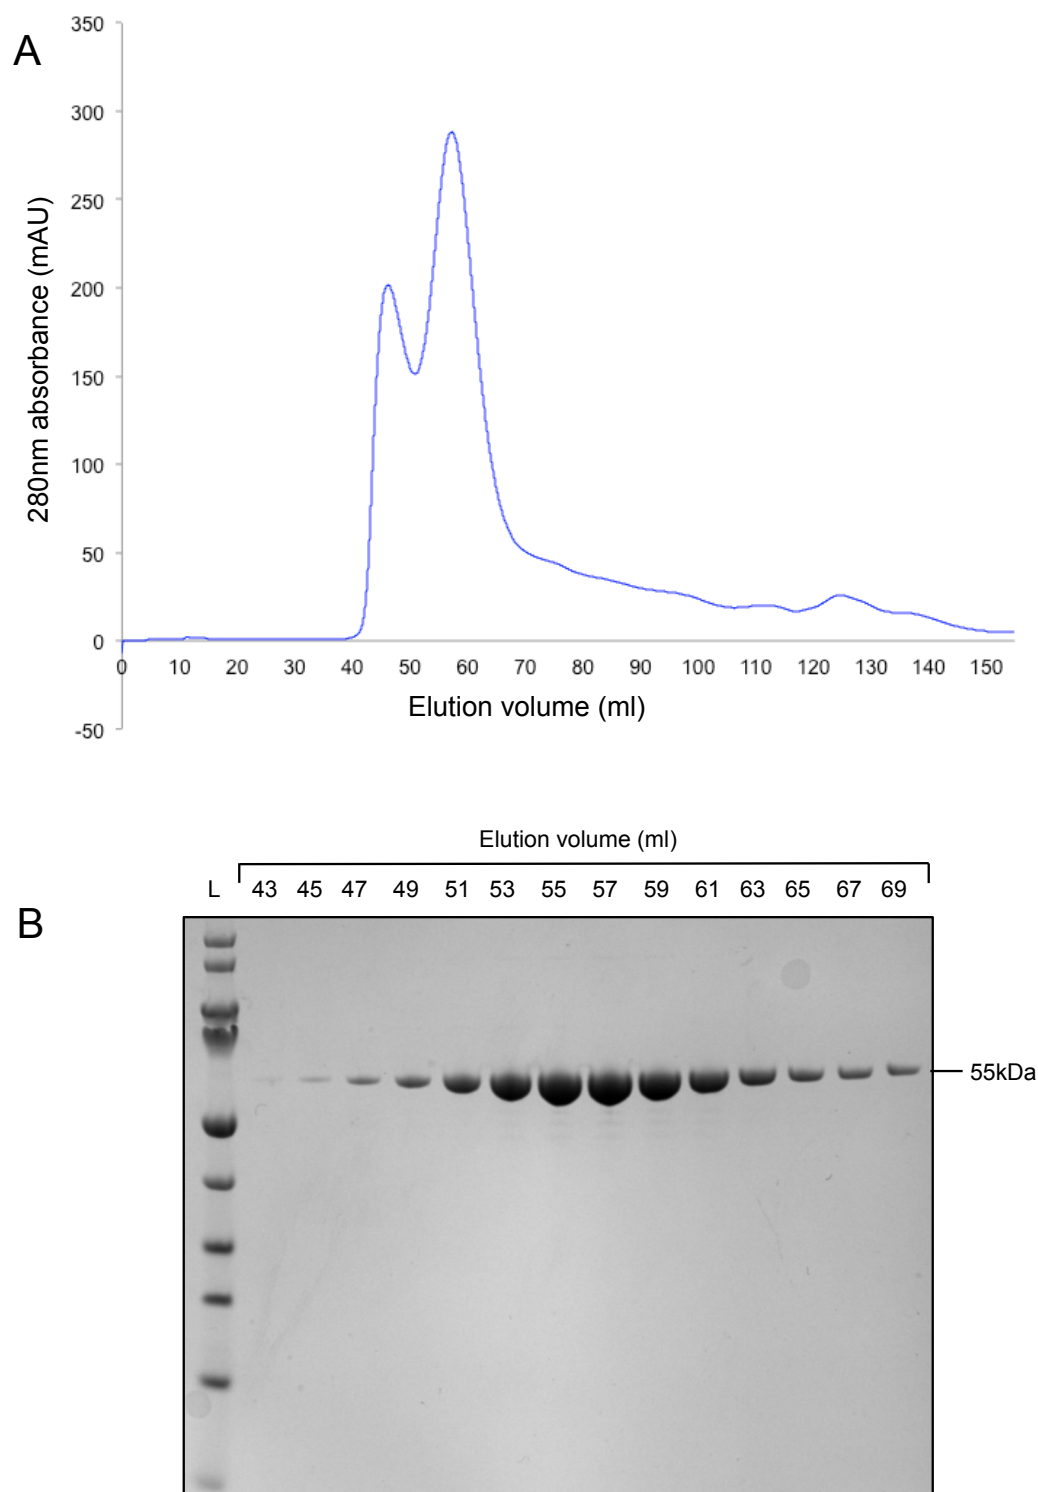 A
350
300
250
200
150
100
50
0
-50
280nm absorbance (mAU)
0 10 20 30 40 50 60 70 80 90 100 110 120 130 140 150
Elution volume (ml)
B
Elution volume (ml)
L 43 45 47 49 51 53 55 57 59 61 63 65 67 69
55kDa